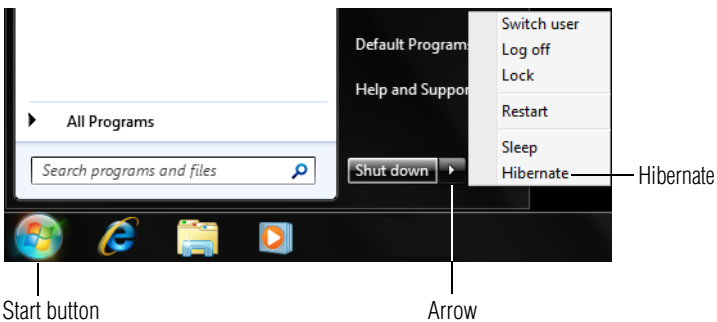 Switch user
Default Program
Log off
Lock
Help and Suppor
Restart
All Programs
Sleep
Search programs and files
Shut down
Hibernate
Hibernate
Start button
Arrow